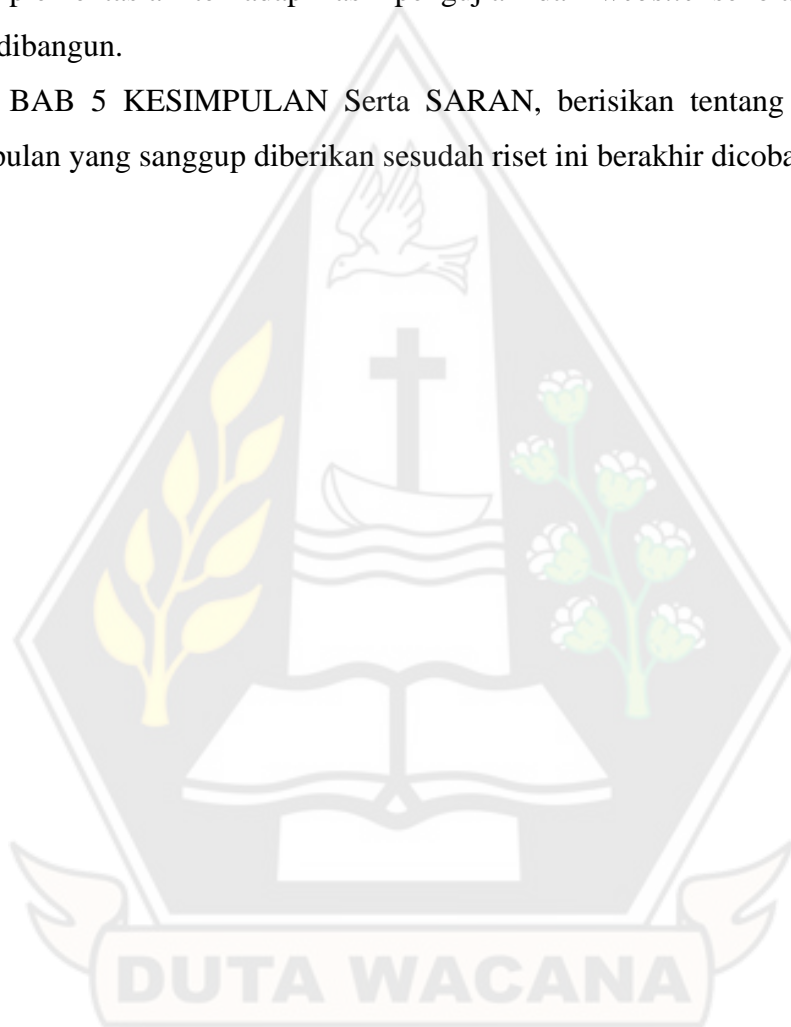 dibangun.
BAB 5 KESIMPULAN Serta SARAN, berisikan tentang
pulan yang sanggup diberikan sesudah riset ini berakhir dicoba
DUTA WACANA